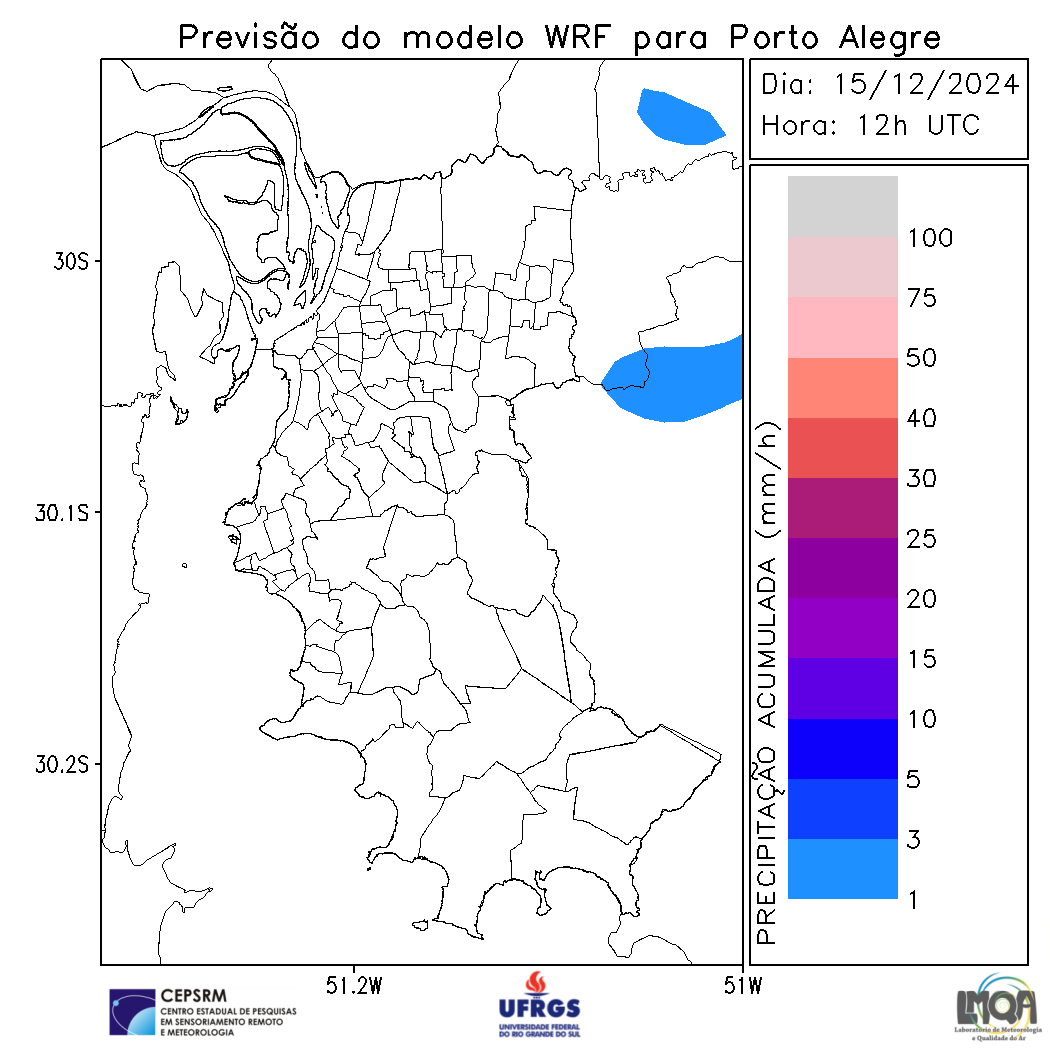 Previsão do modelo WRF para Porto Alegre
Dia: 15/12/2024
Hora: 12h UTC
30S
30.1S
30.2S
51.2W
51W
PRECIPITAÇÃO ACUMULADA (mm/h)
100
75
50
40
30
25
20
15
10
5
3
1
CEPSRM
CENTRO ESTADUAL DE PESQUISAS
EM SENSORIAMENTO REMOTO
E METEOROLOGIA
UFRGS
UNIVERSIDADE FEDERAL
DO RIO GRANDE DO SUL
LMQA
Laboratório de Meteorologia
e Qualidade do Ar